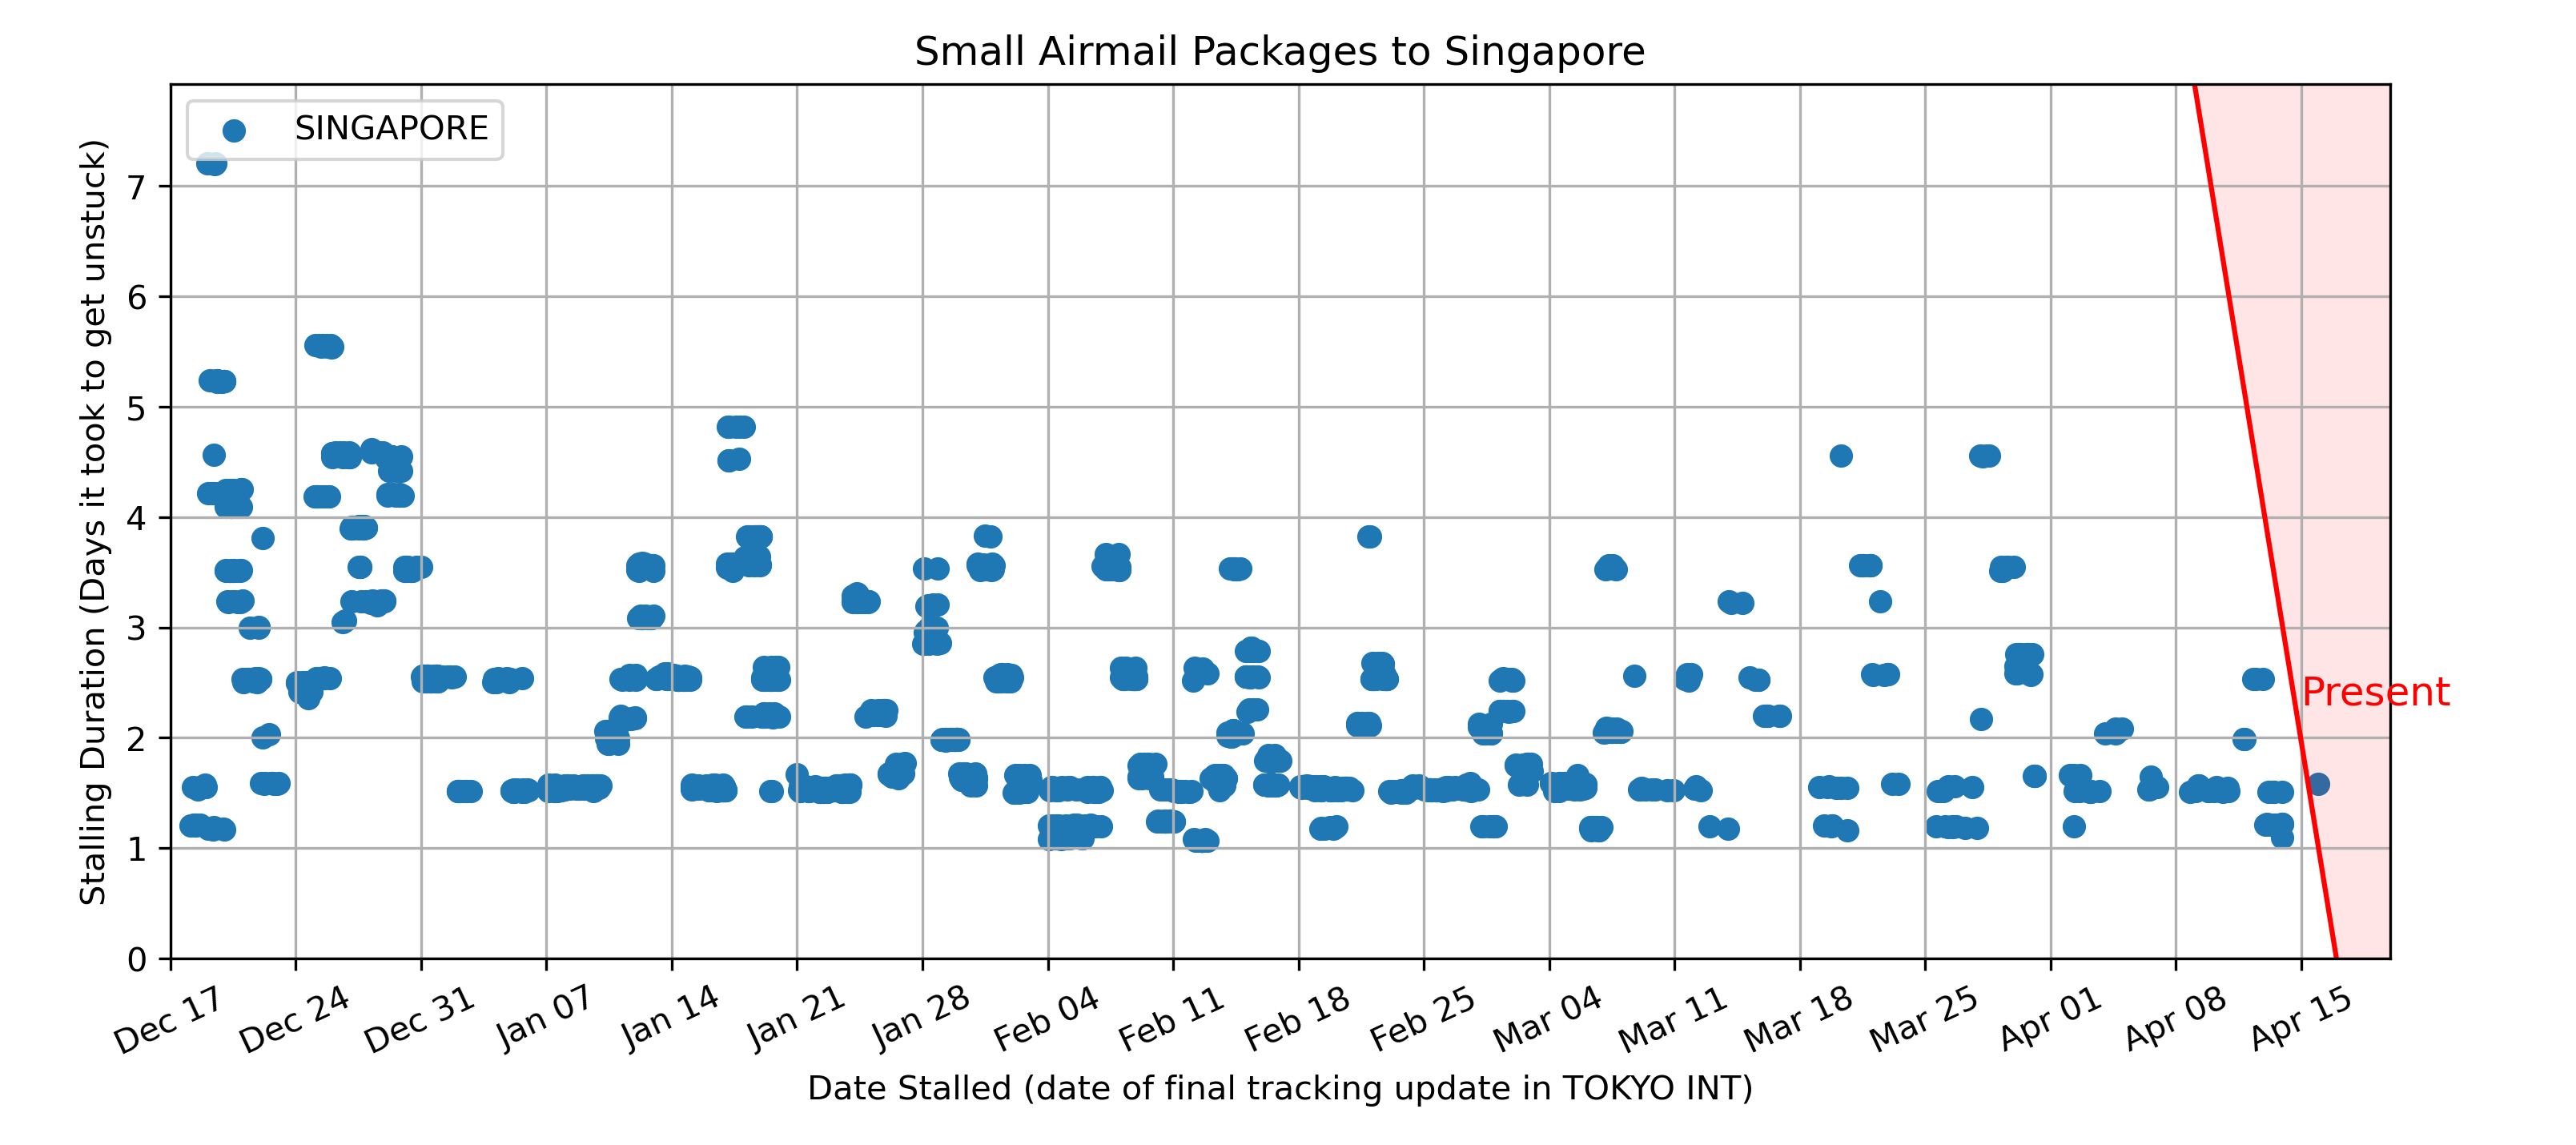 Small Airmail Packages to Singapore
SINGAPORE
Stalling Duration (Days it took to get unstuck)
7
6
5
4
3
2
1
0
Present
Dec 17
Dec 24
Dec 31
Jan 07
Jan 14
Jan 21
Jan 28
Feb 04
Feb 11
Feb 18
Feb 25
Mar 04
Mar 11
Mar 18
Mar 25
Apr 01
Apr 08
Apr 15
Date Stalled (date of final tracking update in TOKYO INT)